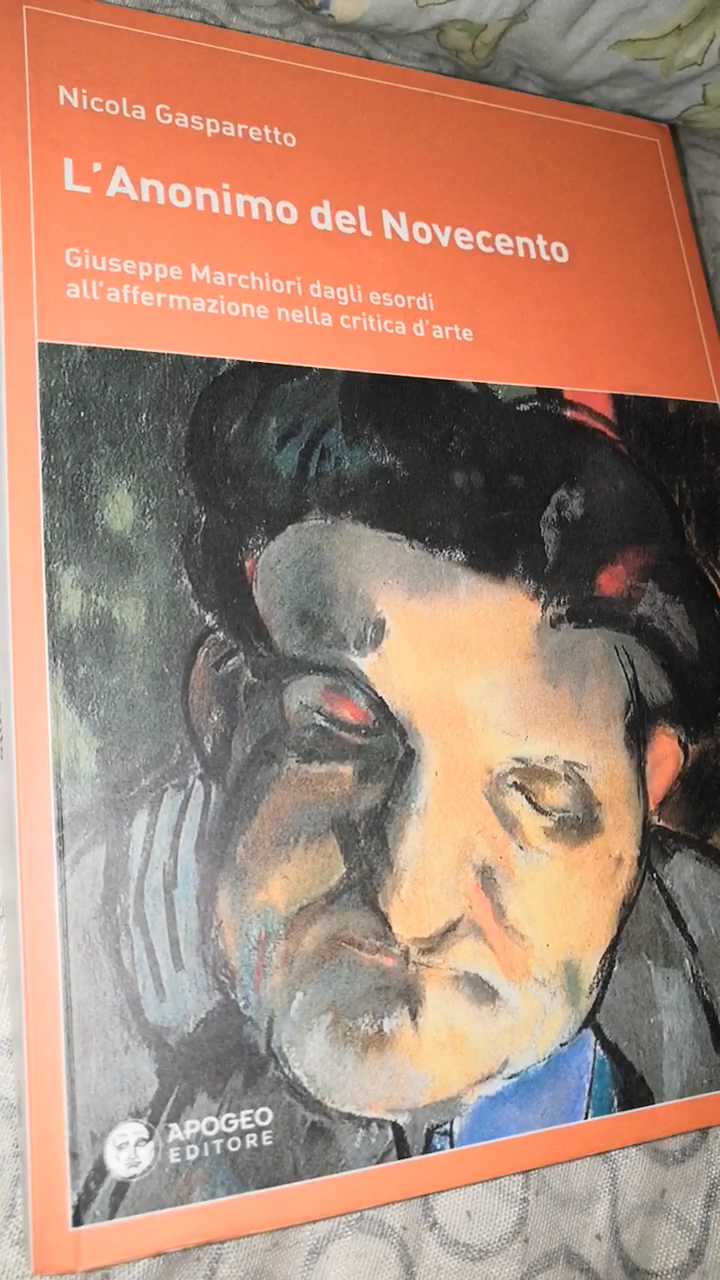 Nicola Gasparetto
L'Anonimo del Novecento
Giuseppe Marchiori dagli esordi
all'affermazione nella critica d'arte
APOGEO
EDITORE